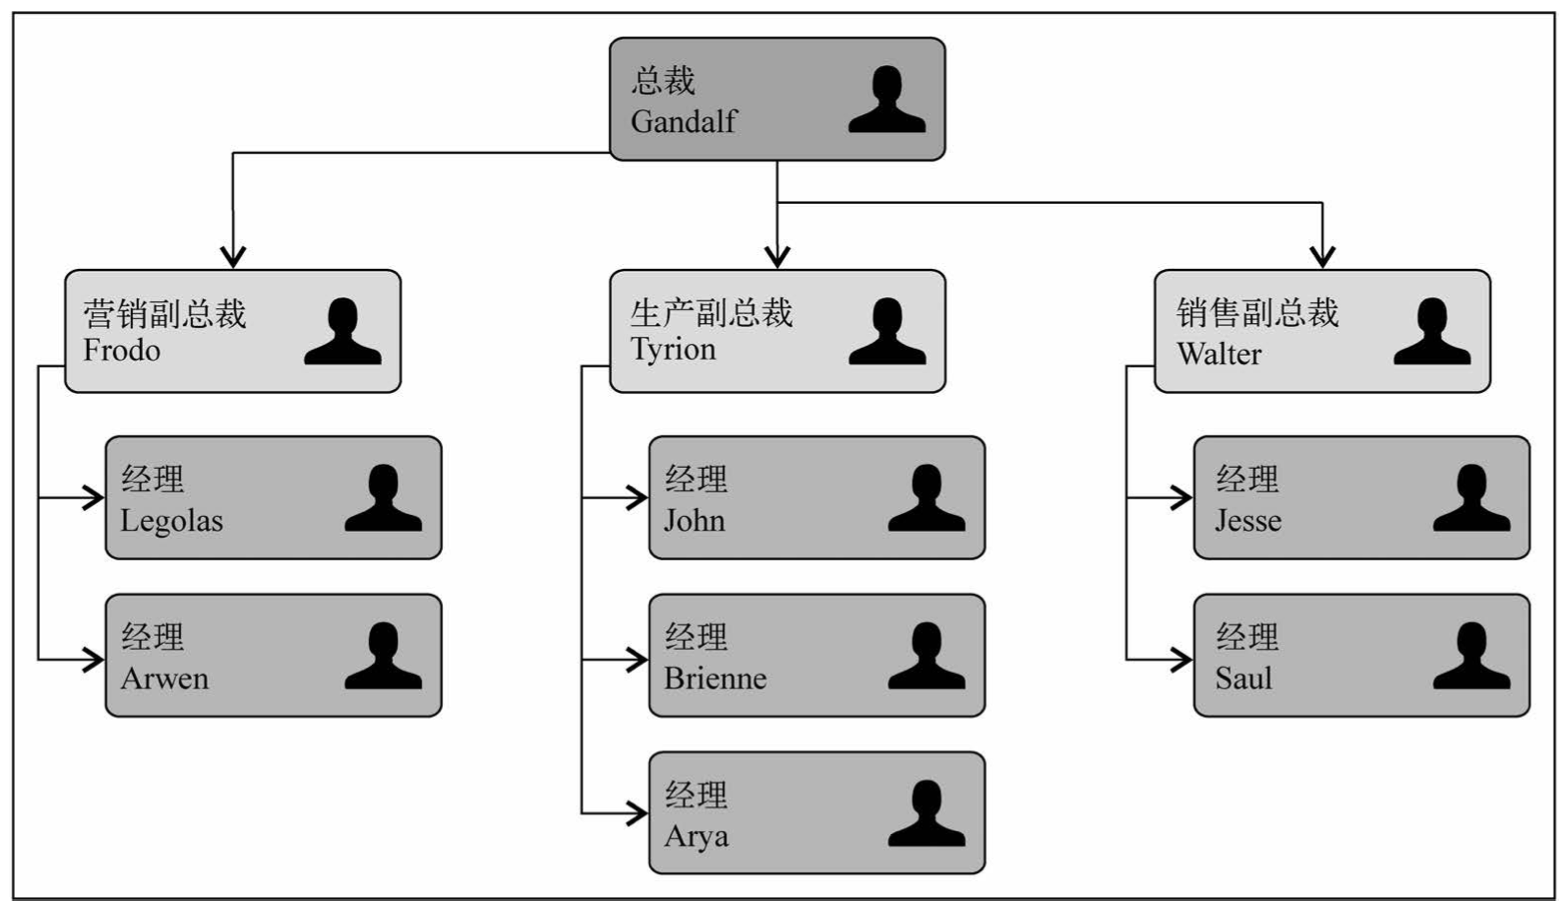 总裁
Gandalf
营销副总裁
Frodo
生产副总裁
Tyrion
销售副总裁
Walter
经理
Legolas
经理
John
经理
Jesse
经理
Arwen
经理
Brienne
经理
Saul
经理
Arya